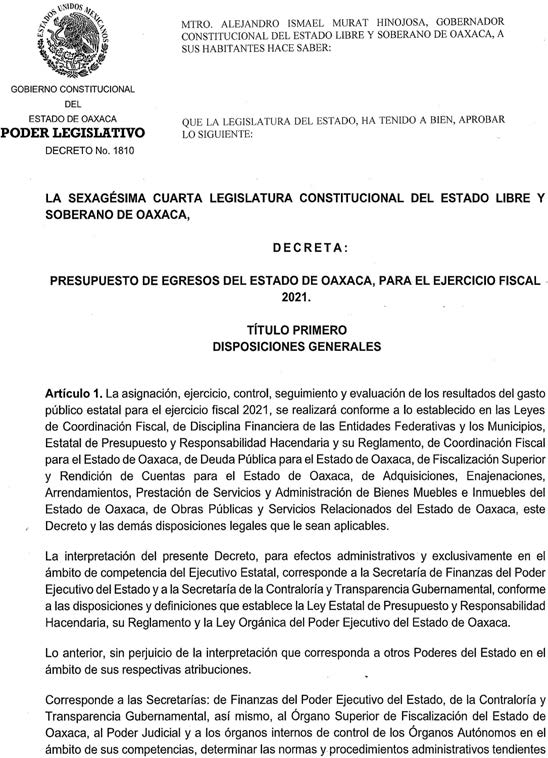 ESTADOS UNIDOS MEXICANOS
MTRO. ALEJANDRO ISMAEL MURAT HINOJOSA, GOBERNADOR
CONSTITUCIONAL DEL ESTADO LIBRE Y SOBERANO DE OAXACA, A
SUS HABITANTES HACE SABER:
GOBIERNO CONSTITUCIONAL
DEL
ESTADO DE OAXACA
PODER LEGISLATIVO
DECRETO No. 1810
QUE LA LEGISLATURA DEL ESTADO, HA TENIDO A BIEN, APROBAR
LO SIGUIENTE:
LA SEXAGÉSIMA CUARTA LEGISLATURA CONSTITUCIONAL DEL ESTADO LIBRE Y
SOBERANO DE OAXACA,
D E C R E T A :
PRESUPUESTO DE EGRESOS DEL ESTADO DE OAXACA, PARA EL EJERCICIO FISCAL
2021.
TÍTULO PRIMERO
DISPOSICIONES GENERALES
Artículo 1. La asignación, ejercicio, control, seguimiento y evaluación de los resultados del gasto
público estatal para el ejercicio fiscal 2021, se realizará conforme a lo establecido en las Leyes
de Coordinación Fiscal, de Disciplina Financiera de las Entidades Federativas y los Municipios,
Estatal de Presupuesto y Responsabilidad Hacendaria y su Reglamento, de Coordinación Fiscal
para el Estado de Oaxaca, de Deuda Pública para el Estado de Oaxaca, de Fiscalización Superior
y Rendición de Cuentas para el Estado de Oaxaca, de Adquisiciones, Enajenaciones,
Arrendamientos, Prestación de Servicios y Administración de Bienes Muebles e Inmuebles del
Estado de Oaxaca, de Obras Públicas y Servicios Relacionados del Estado de Oaxaca, este
Decreto y las demás disposiciones legales que le sean aplicables.
La interpretación del presente Decreto, para efectos administrativos y exclusivamente en el
ámbito de competencia del Ejecutivo Estatal, corresponde a la Secretaría de Finanzas del Poder
Ejecutivo del Estado y a la Secretaría de la Contraloría y Transparencia Gubernamental, conforme
a las disposiciones y definiciones que establece la Ley Estatal de Presupuesto y Responsabilidad
Hacendaria, su Reglamento y la Ley Orgánica del Poder Ejecutivo del Estado de Oaxaca.
Lo anterior, sin perjuicio de la interpretación que corresponda a otros Poderes del Estado en el
ámbito de sus respectivas atribuciones.
Corresponde a las Secretarías: de Finanzas del Poder Ejecutivo del Estado, de la Contraloría y
Transparencia Gubernamental, así mismo, al Órgano Superior de Fiscalización del Estado de
Oaxaca, al Poder Judicial y a los órganos internos de control de los Órganos Autónomos en el
ámbito de sus competencias, determinar las normas y procedimientos administrativos tendientes